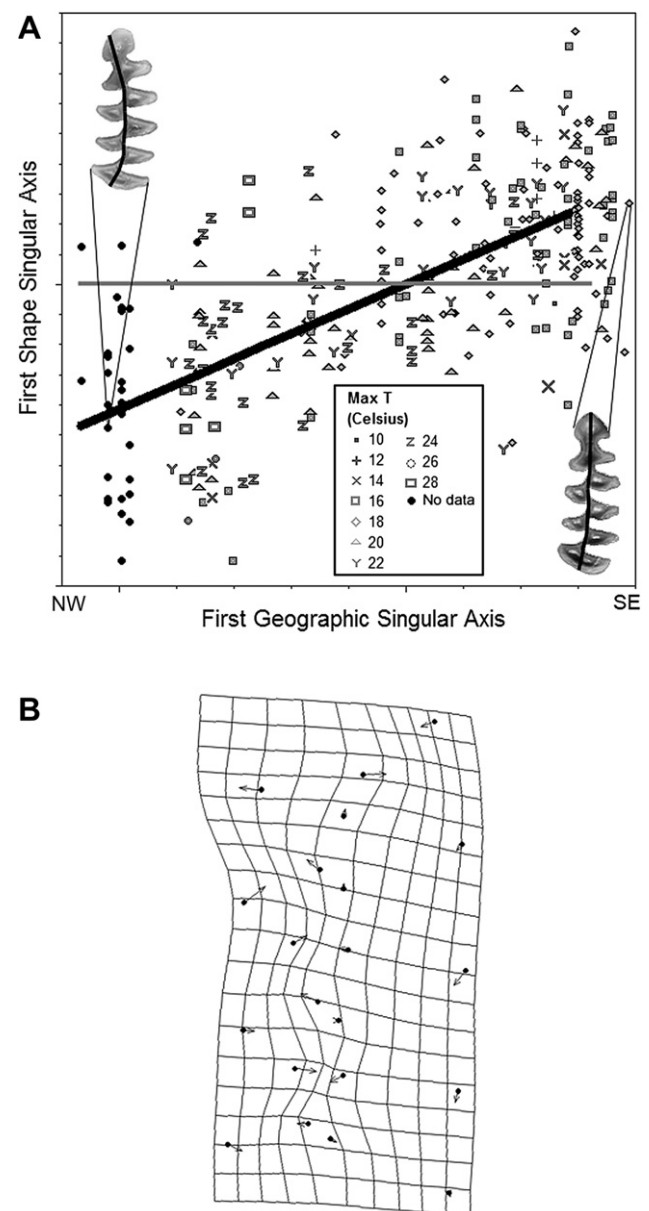 A
First Shape Singular Axis
Max T
(Celsius)
10
12
14
16
18
20
22
24
26
28
No data
NW
SE
First Geographic Singular Axis
B